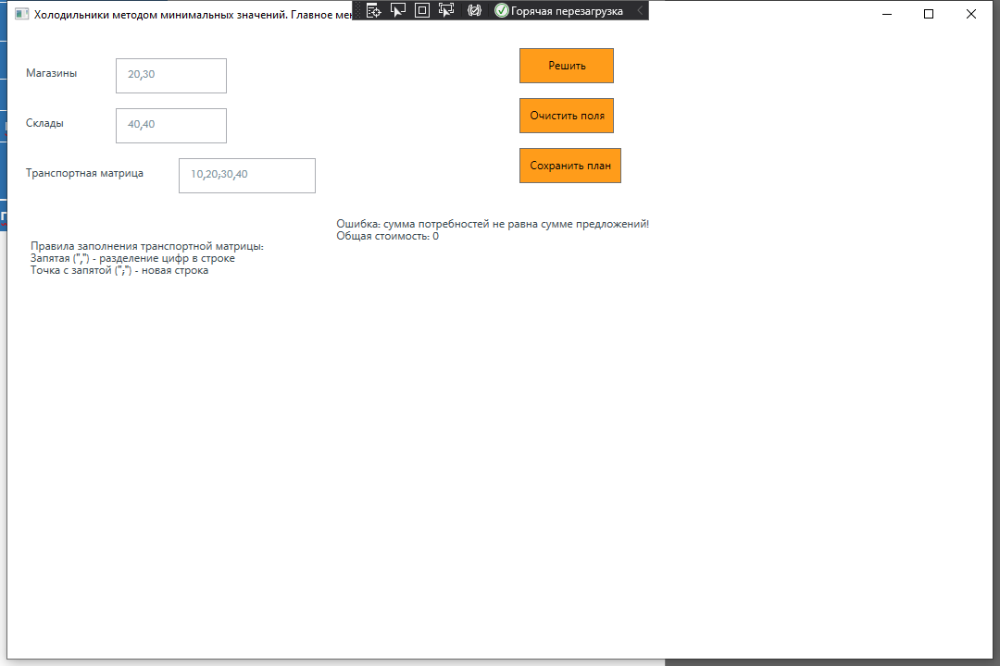 Холодильники методом минимальных значений. Главное
Горячая перезагрузка
Магазины
20,30
Решить
Склады
40,40
Очистить поля
Транспортная матрица
10,20;30,40
Сохранить план
Ошибка: сумма потребностей не равна сумме предложений!
Общая стоимость: 0
Правила заполнения транспортной матрицы:
Запятая (",") - разделение цифр в строке
Точка с запятой (";") - новая строка